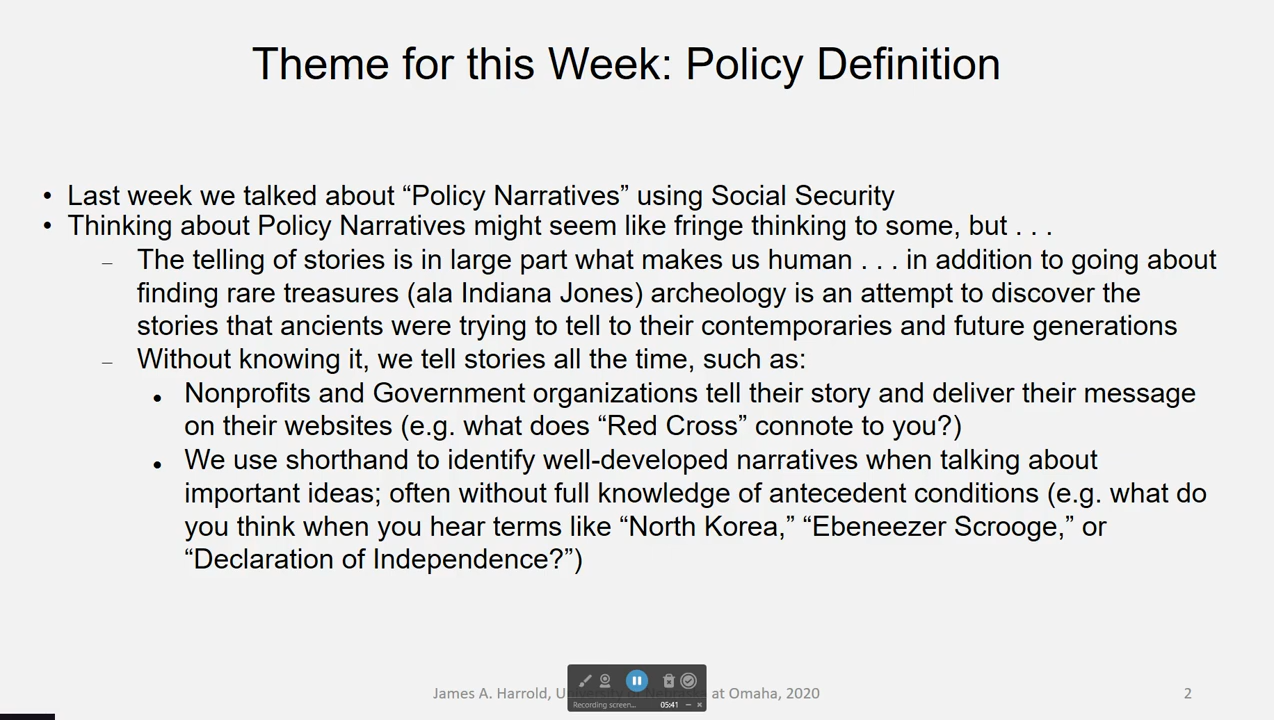 Theme for this Week: Policy Definition
• Last week we talked about “Policy Narratives” using Social Security
• Thinking about Policy Narratives might seem like fringe thinking to some, but . . .
– The telling of stories is in large part what makes us human . . . in addition to going about
finding rare treasures (ala Indiana Jones) archeology is an attempt to discover the
stories that ancients were trying to tell to their contemporaries and future generations
– Without knowing it, we tell stories all the time, such as:
• Nonprofits and Government organizations tell their story and deliver their message
on their websites (e.g. what does “Red Cross” connote to you?)
• We use shorthand to identify well-developed narratives when talking about
important ideas; often without full knowledge of antecedent conditions (e.g. what do
you think when you hear terms like “North Korea,” “Ebeneezer Scrooge,” or
“Declaration of Independence?”)
James A. Harrold, University of Nebraska at Omaha, 2020
2
Recording screen... 05:41